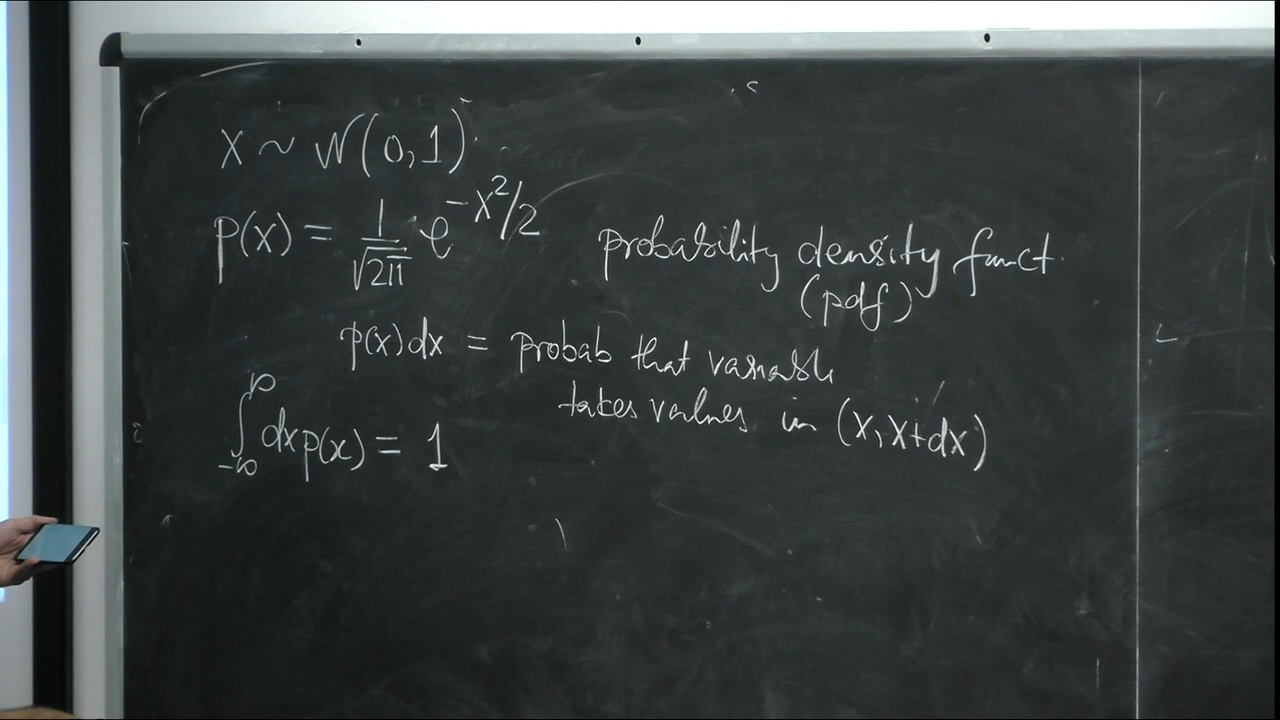 x ~ N(0,1)
p(x) = 1/√2π e^-x²/2 probability density funct.
(pdf)
p(x)dx = probab that variable
takes values in (x, x+dx)
∫_-∞^∞ dx p(x) = 1